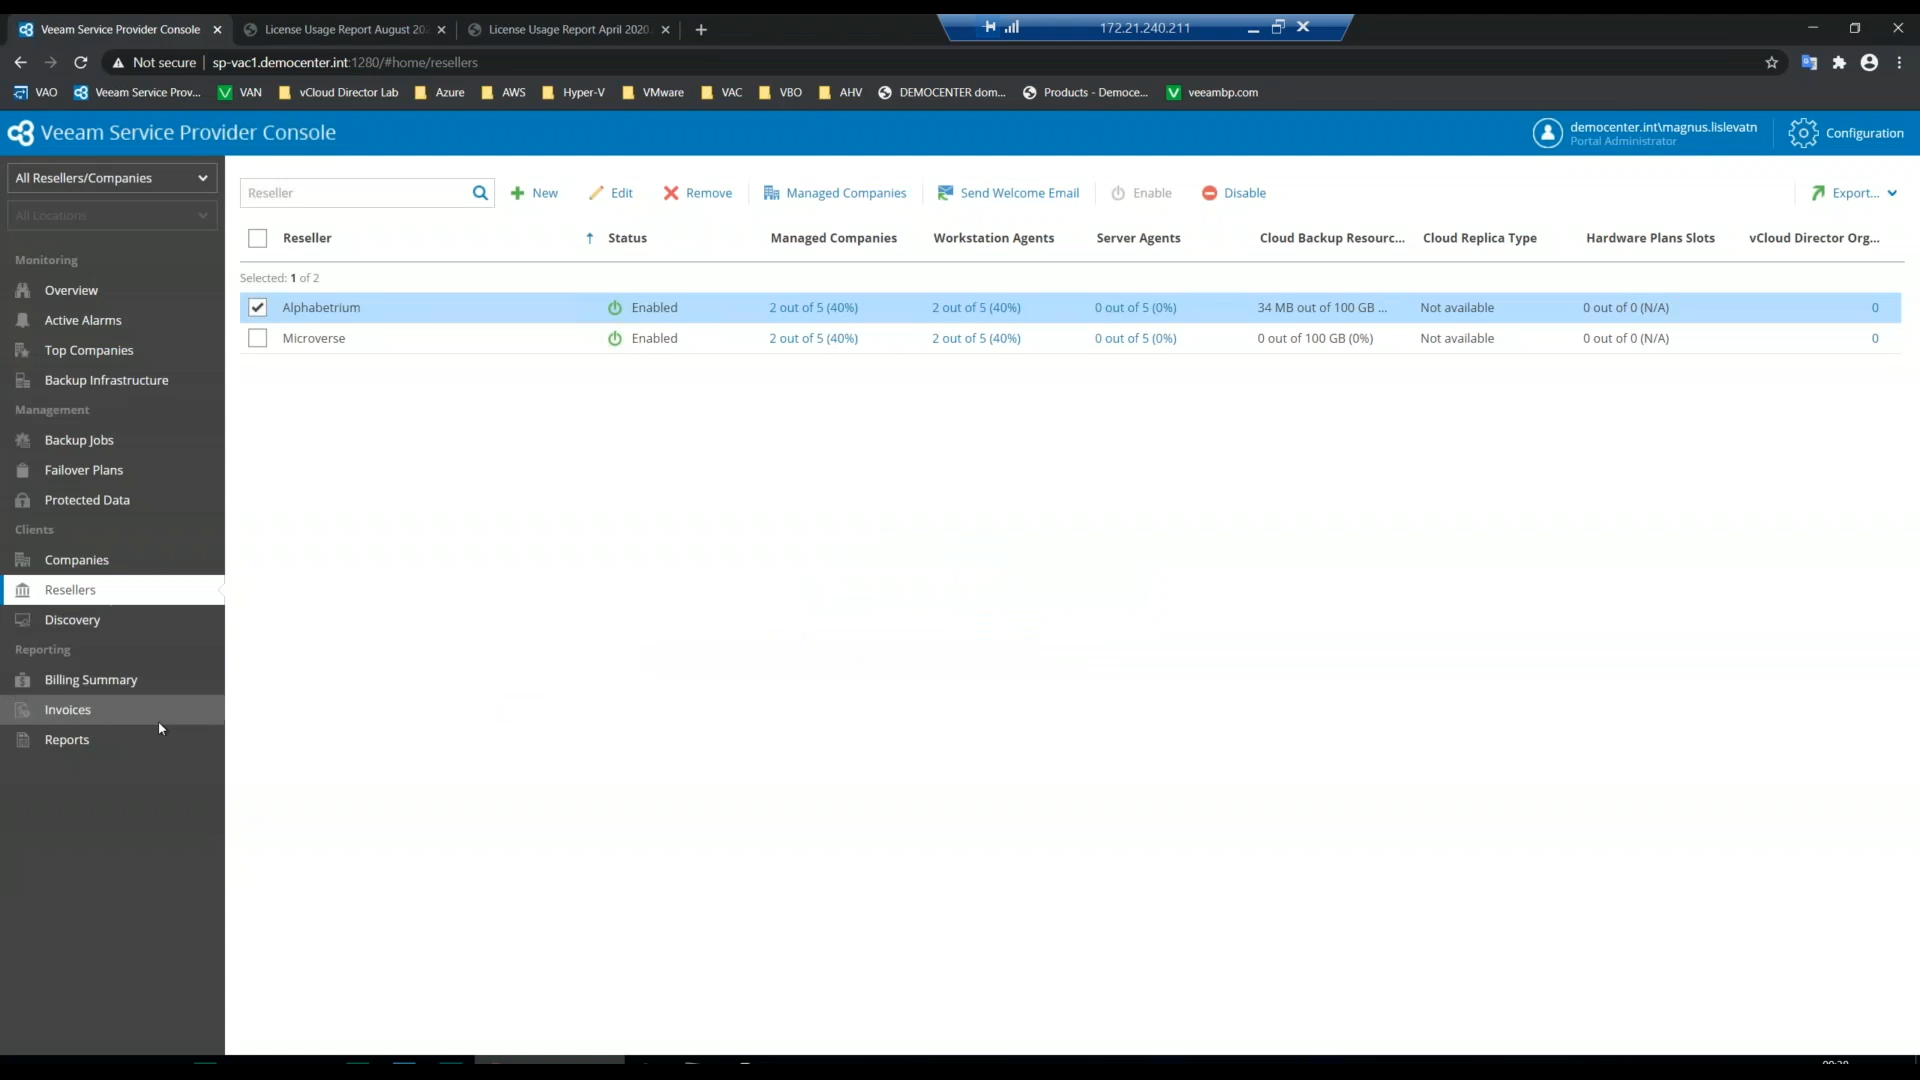 Veeam Service Provider Console
License Usage Report August 20
License Usage Report April 2020
172.21.240.211
Not secure | sp-vac1.democenter.int:1280/#home/resellers
VAO Veeam Service Prov... VAN vCloud Director Lab Azure AWS Hyper-V VMware VAC VBO AHV DEMOCENTER dom... Products - Democe... veeambp.com
Veeam Service Provider Console
democenter.int\magnus.lislevatn
Portal Administrator
Configuration
All Resellers/Companies
All Locations
Monitoring
Overview
Active Alarms
Top Companies
Backup Infrastructure
Management
Backup Jobs
Failover Plans
Protected Data
Clients
Companies
Resellers
Discovery
Reporting
Billing Summary
Invoices
Reports
Reseller New Edit Remove Managed Companies Send Welcome Email Enable Disable Export...
Reseller Status Managed Companies Workstation Agents Server Agents Cloud Backup Resourc... Cloud Replica Type Hardware Plans Slots vCloud Director Org...
Selected: 1 of 2
Alphabetrium Enabled 2 out of 5 (40%) 2 out of 5 (40%) 0 out of 5 (0%) 34 MB out of 100 GB ... Not available 0 out of 0 (N/A) 0
Microverse Enabled 2 out of 5 (40%) 2 out of 5 (40%) 0 out of 5 (0%) 0 out of 100 GB (0%) Not available 0 out of 0 (N/A) 0